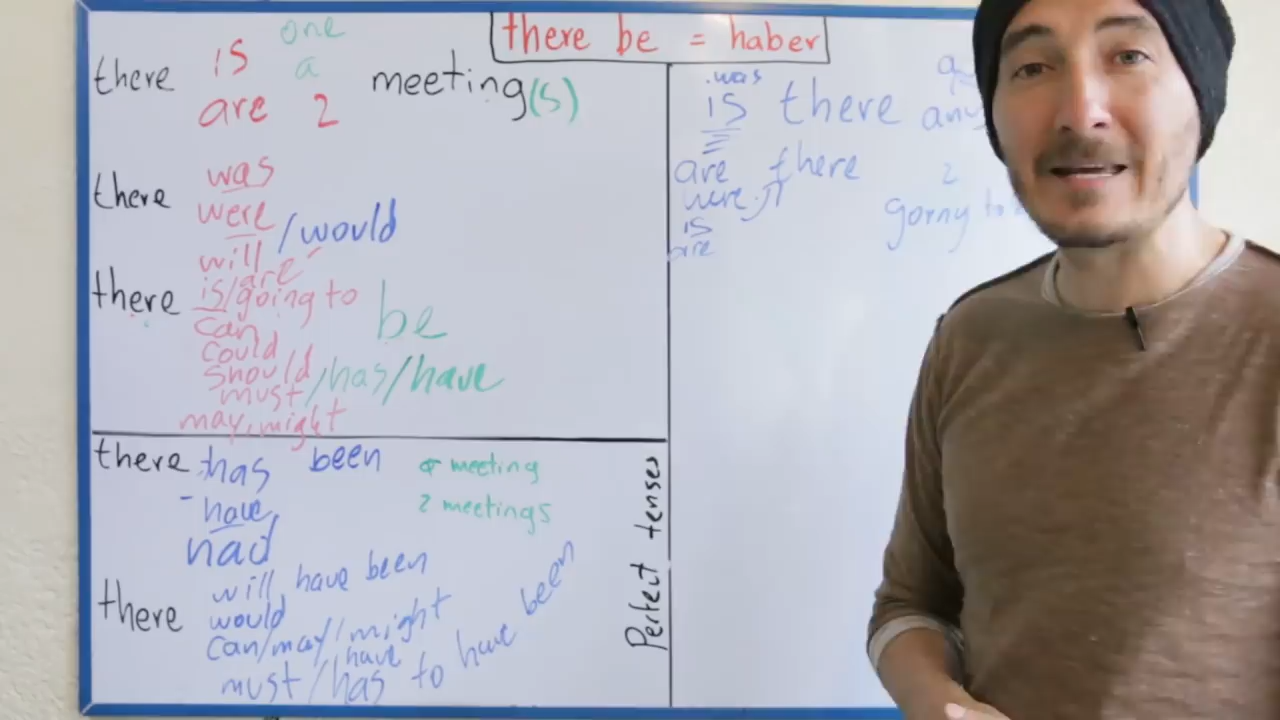 there be = haber
one
there is a meeting(s)
are 2
there was
were
will / would
are
there is/going to be
can
could
should /has/have
must
may, might
there has been a meeting
- have 2 meetings
had
there will have been
would
can/may/might
have
must / has to have been
Perfect tenses
was
is there any
are there
were 2
going to
is
are